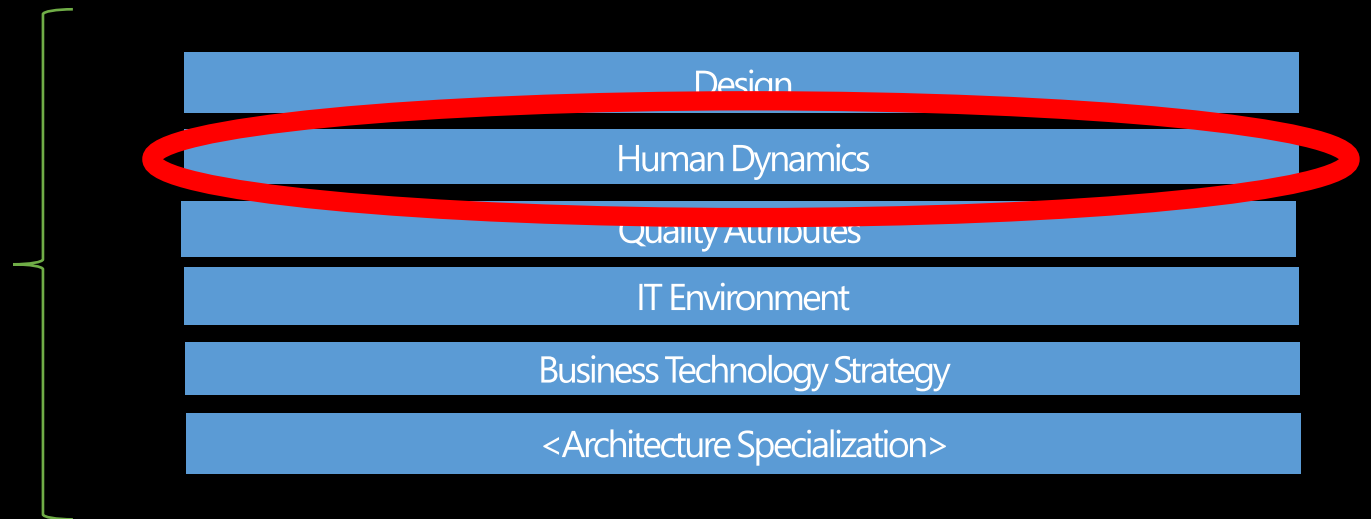 Design
Human Dynamics
Quality Attributes
IT Environment
Business Technology Strategy
<Architecture Specialization>